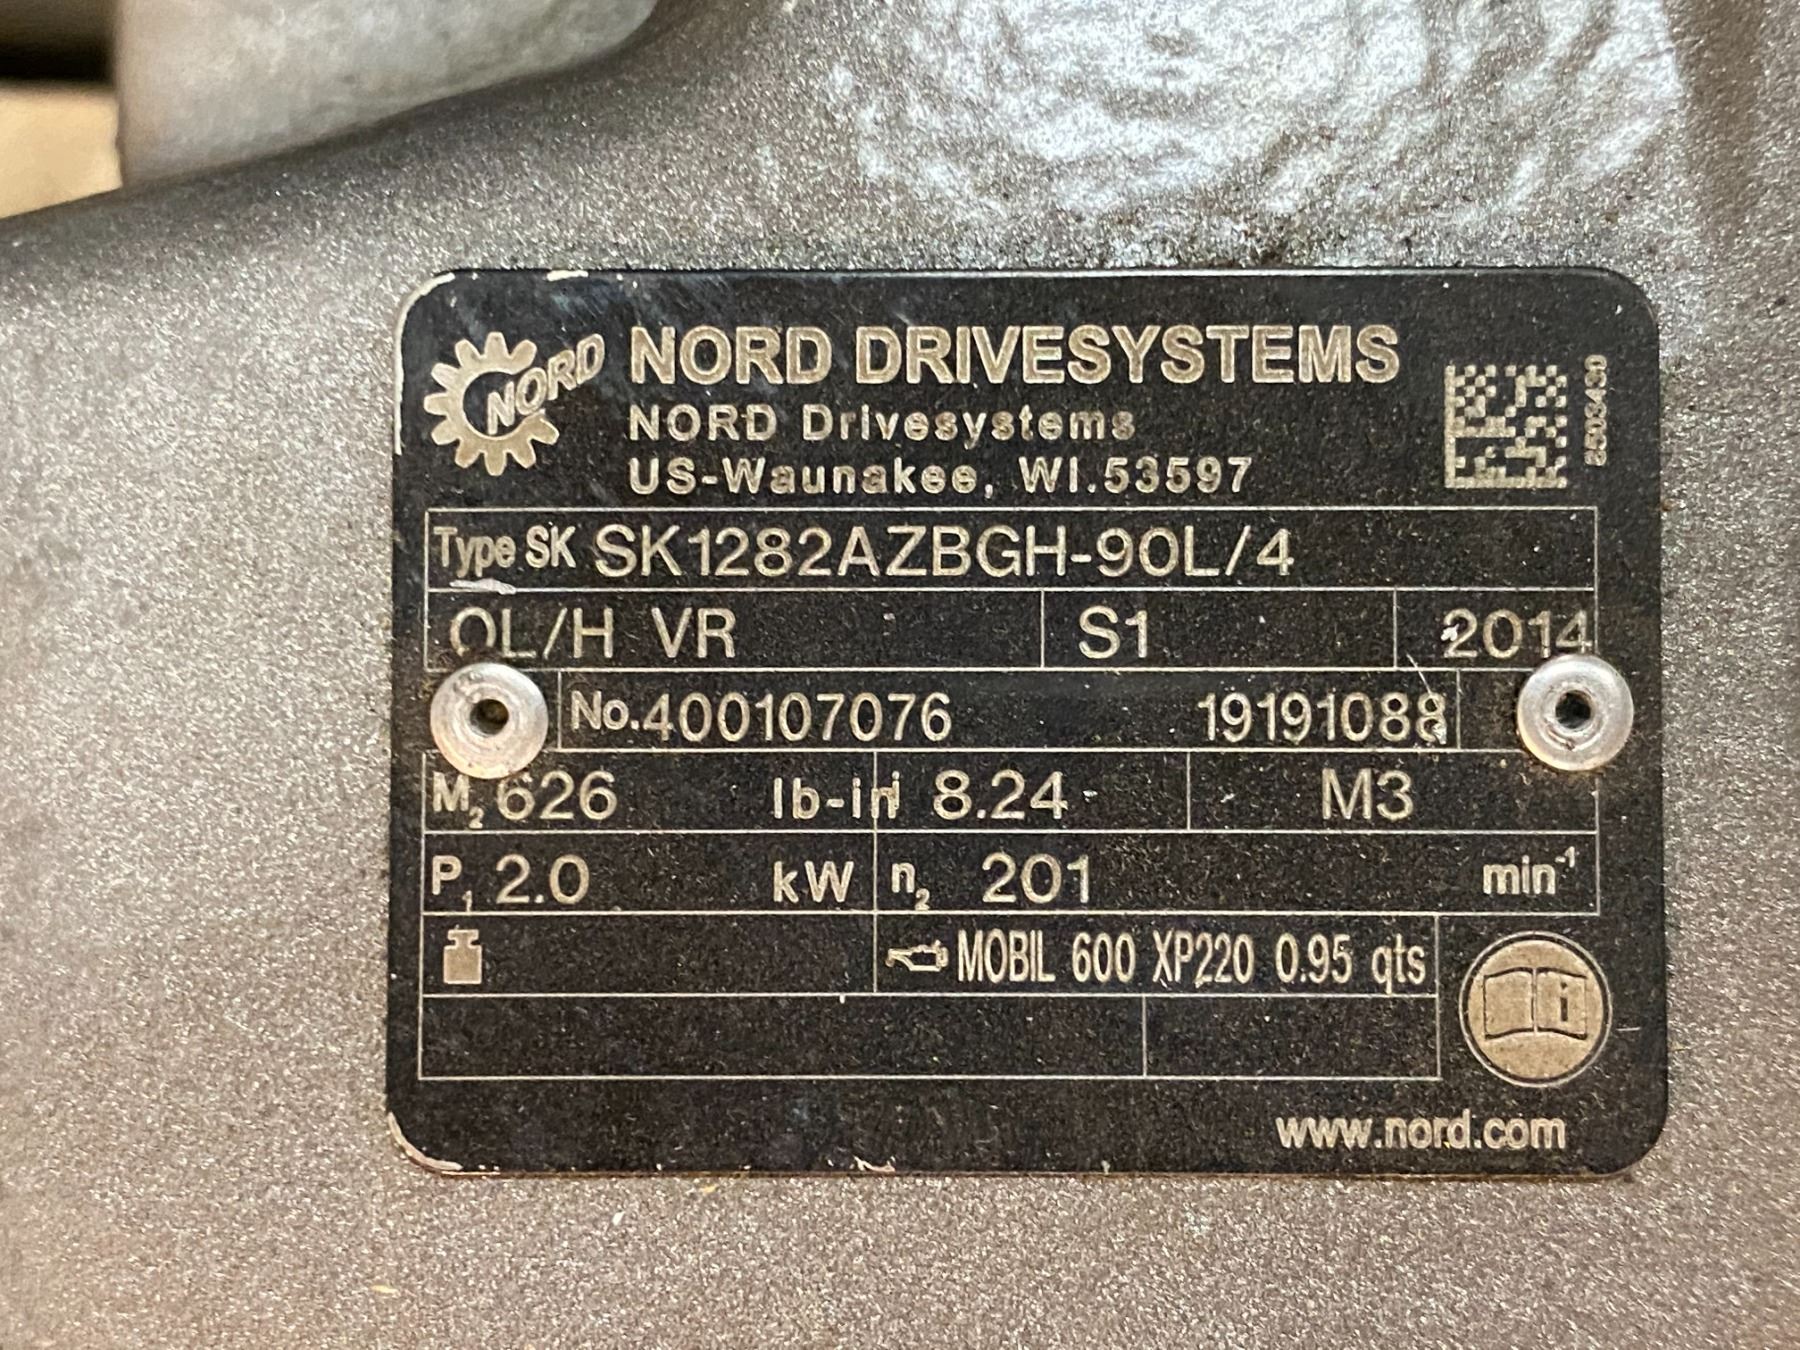 NORD
NORD DRIVESYSTEMS
NORD Drivesystems
US-Waunakee, WI.53597
2503430
Type SK SK1282AZBGH-90L/4
OL/H VR S1 2014
No.400107076 19191088
M2 626 lb-in i 8.24 M3
P1 2.0 kW n2 201 min-1
MOBIL 600 XP220 0.95 qts
i
www.nord.com